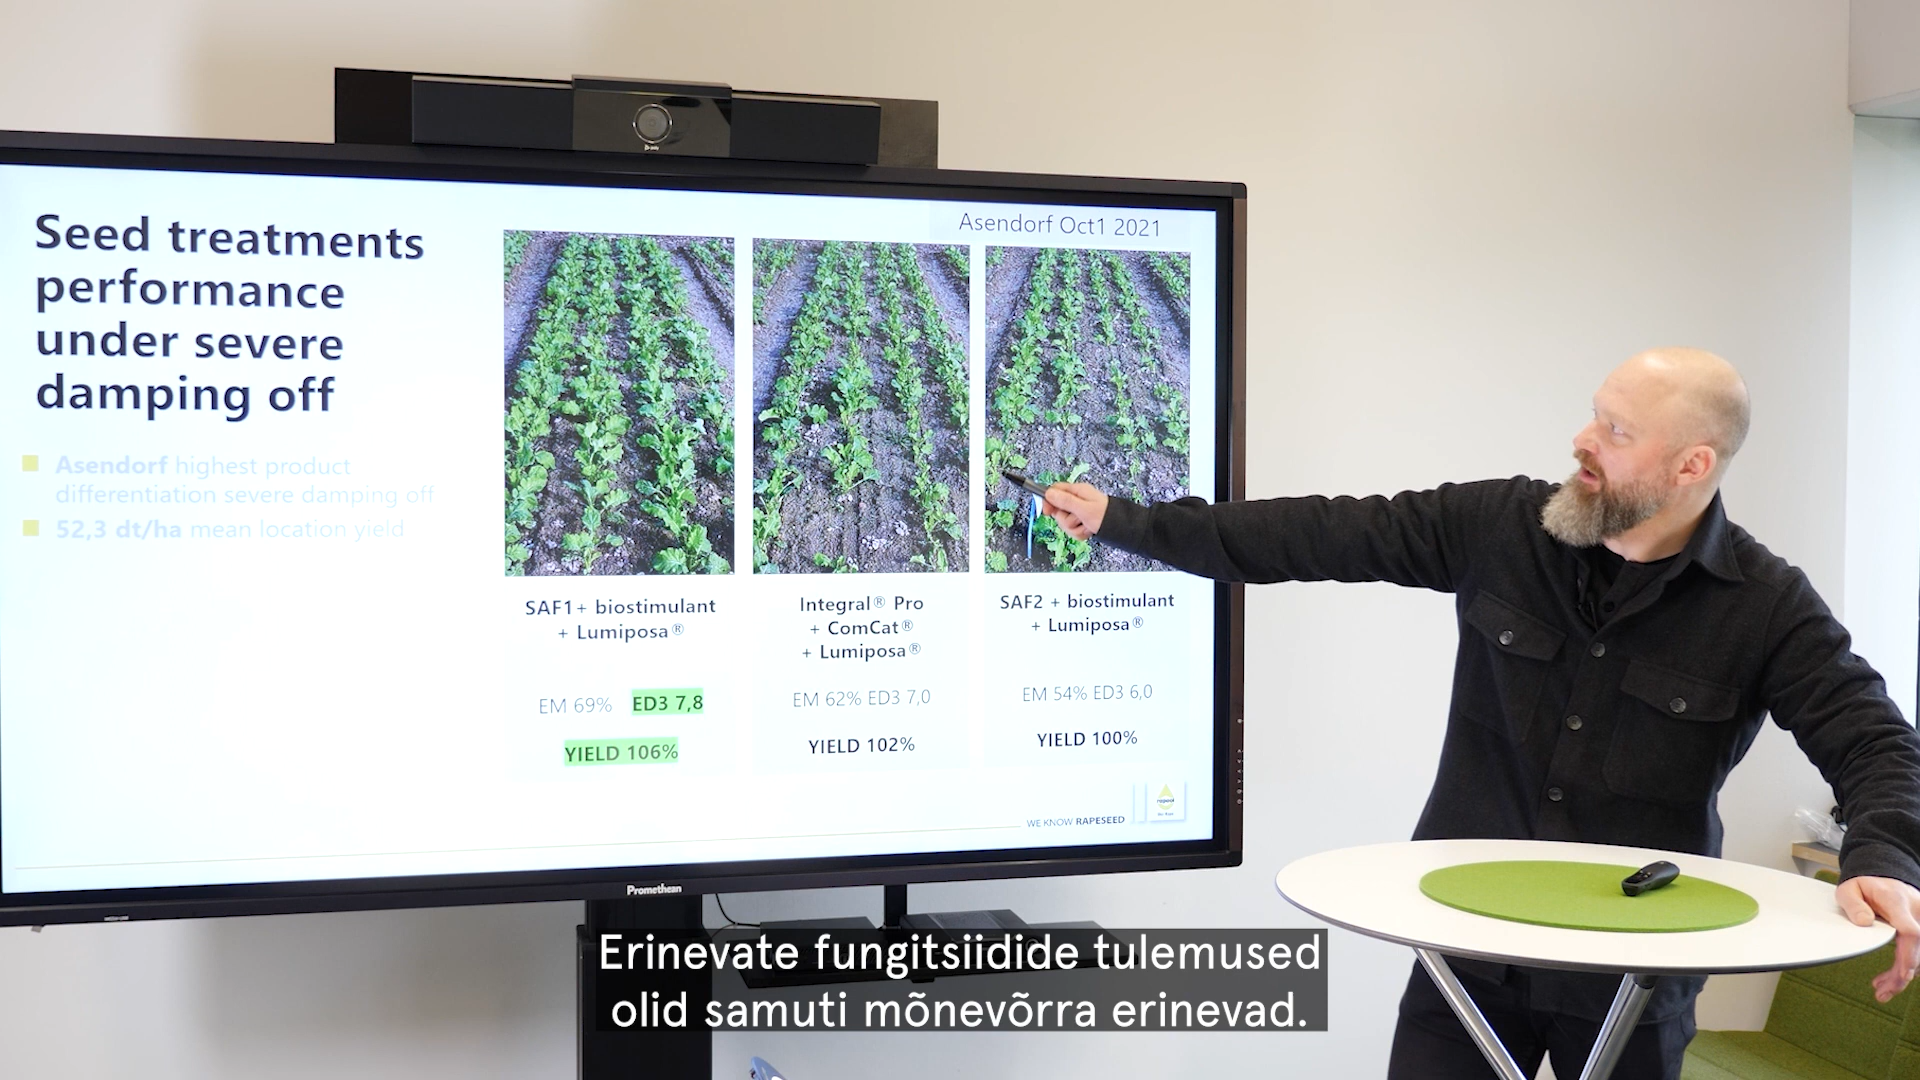 Seed treatments
performance
under severe
damping off
Asendorf highest product
differentiation severe damping off
52,3 dt/ha mean location yield
Asendorf Oct1 2021
SAF1+ biostimulant
+ Lumiposa®
EM 69% ED3 7,8
YIELD 106%
Integral® Pro
+ ComCat®
+ Lumiposa®
EM 62% ED3 7,0
YIELD 102%
SAF2 + biostimulant
+ Lumiposa®
EM 54% ED3 6,0
YIELD 100%
WE KNOW RAPESEED
rapool
poly
Promethean
Erinevate fungitsiidide tulemused
olid samuti mõnevõrra erinevad.